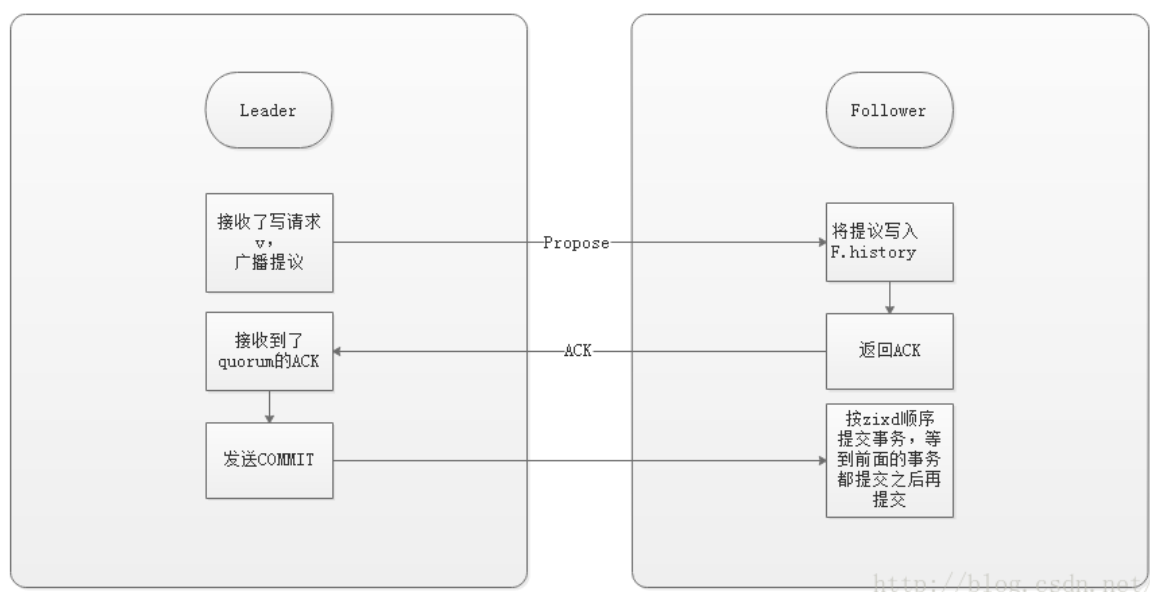 Leader
Follower
接收了写请求
v，
广播提议
Propose
将提议写入
F.history
接收到了
quorum的ACK
ACK
返回ACK
发送COMMIT
按zixd顺序
提交事务，等
到前面的事务
都提交之后再
提交
http://blog.csdn.net/